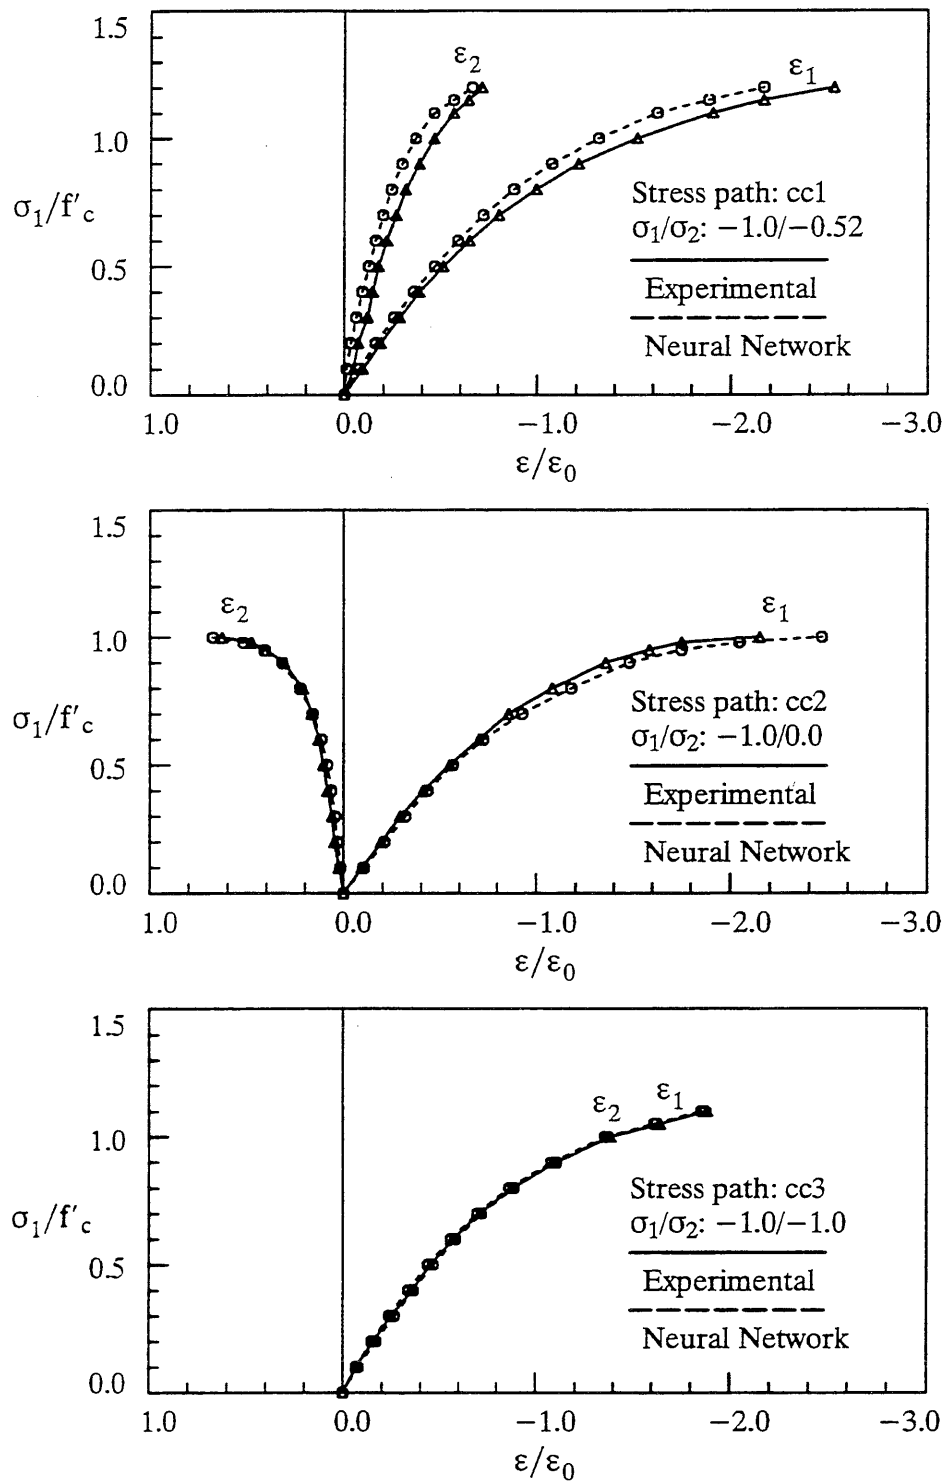 1.5
ε₂
ε₁
1.0
σ₁/f′c
Stress path: cc1
σ₁/σ₂: −1.0/−0.52
0.5
Experimental
Neural Network
0.0
1.0 0.0 −1.0 −2.0 −3.0
ε/ε₀
1.5
ε₂ ε₁
1.0
σ₁/f′c
Stress path: cc2
σ₁/σ₂: −1.0/0.0
0.5
Experimental
Neural Network
0.0
1.0 0.0 −1.0 −2.0 −3.0
ε/ε₀
1.5
ε₂ ε₁
1.0
σ₁/f′c
Stress path: cc3
σ₁/σ₂: −1.0/−1.0
0.5
Experimental
Neural Network
0.0
1.0 0.0 −1.0 −2.0 −3.0
ε/ε₀